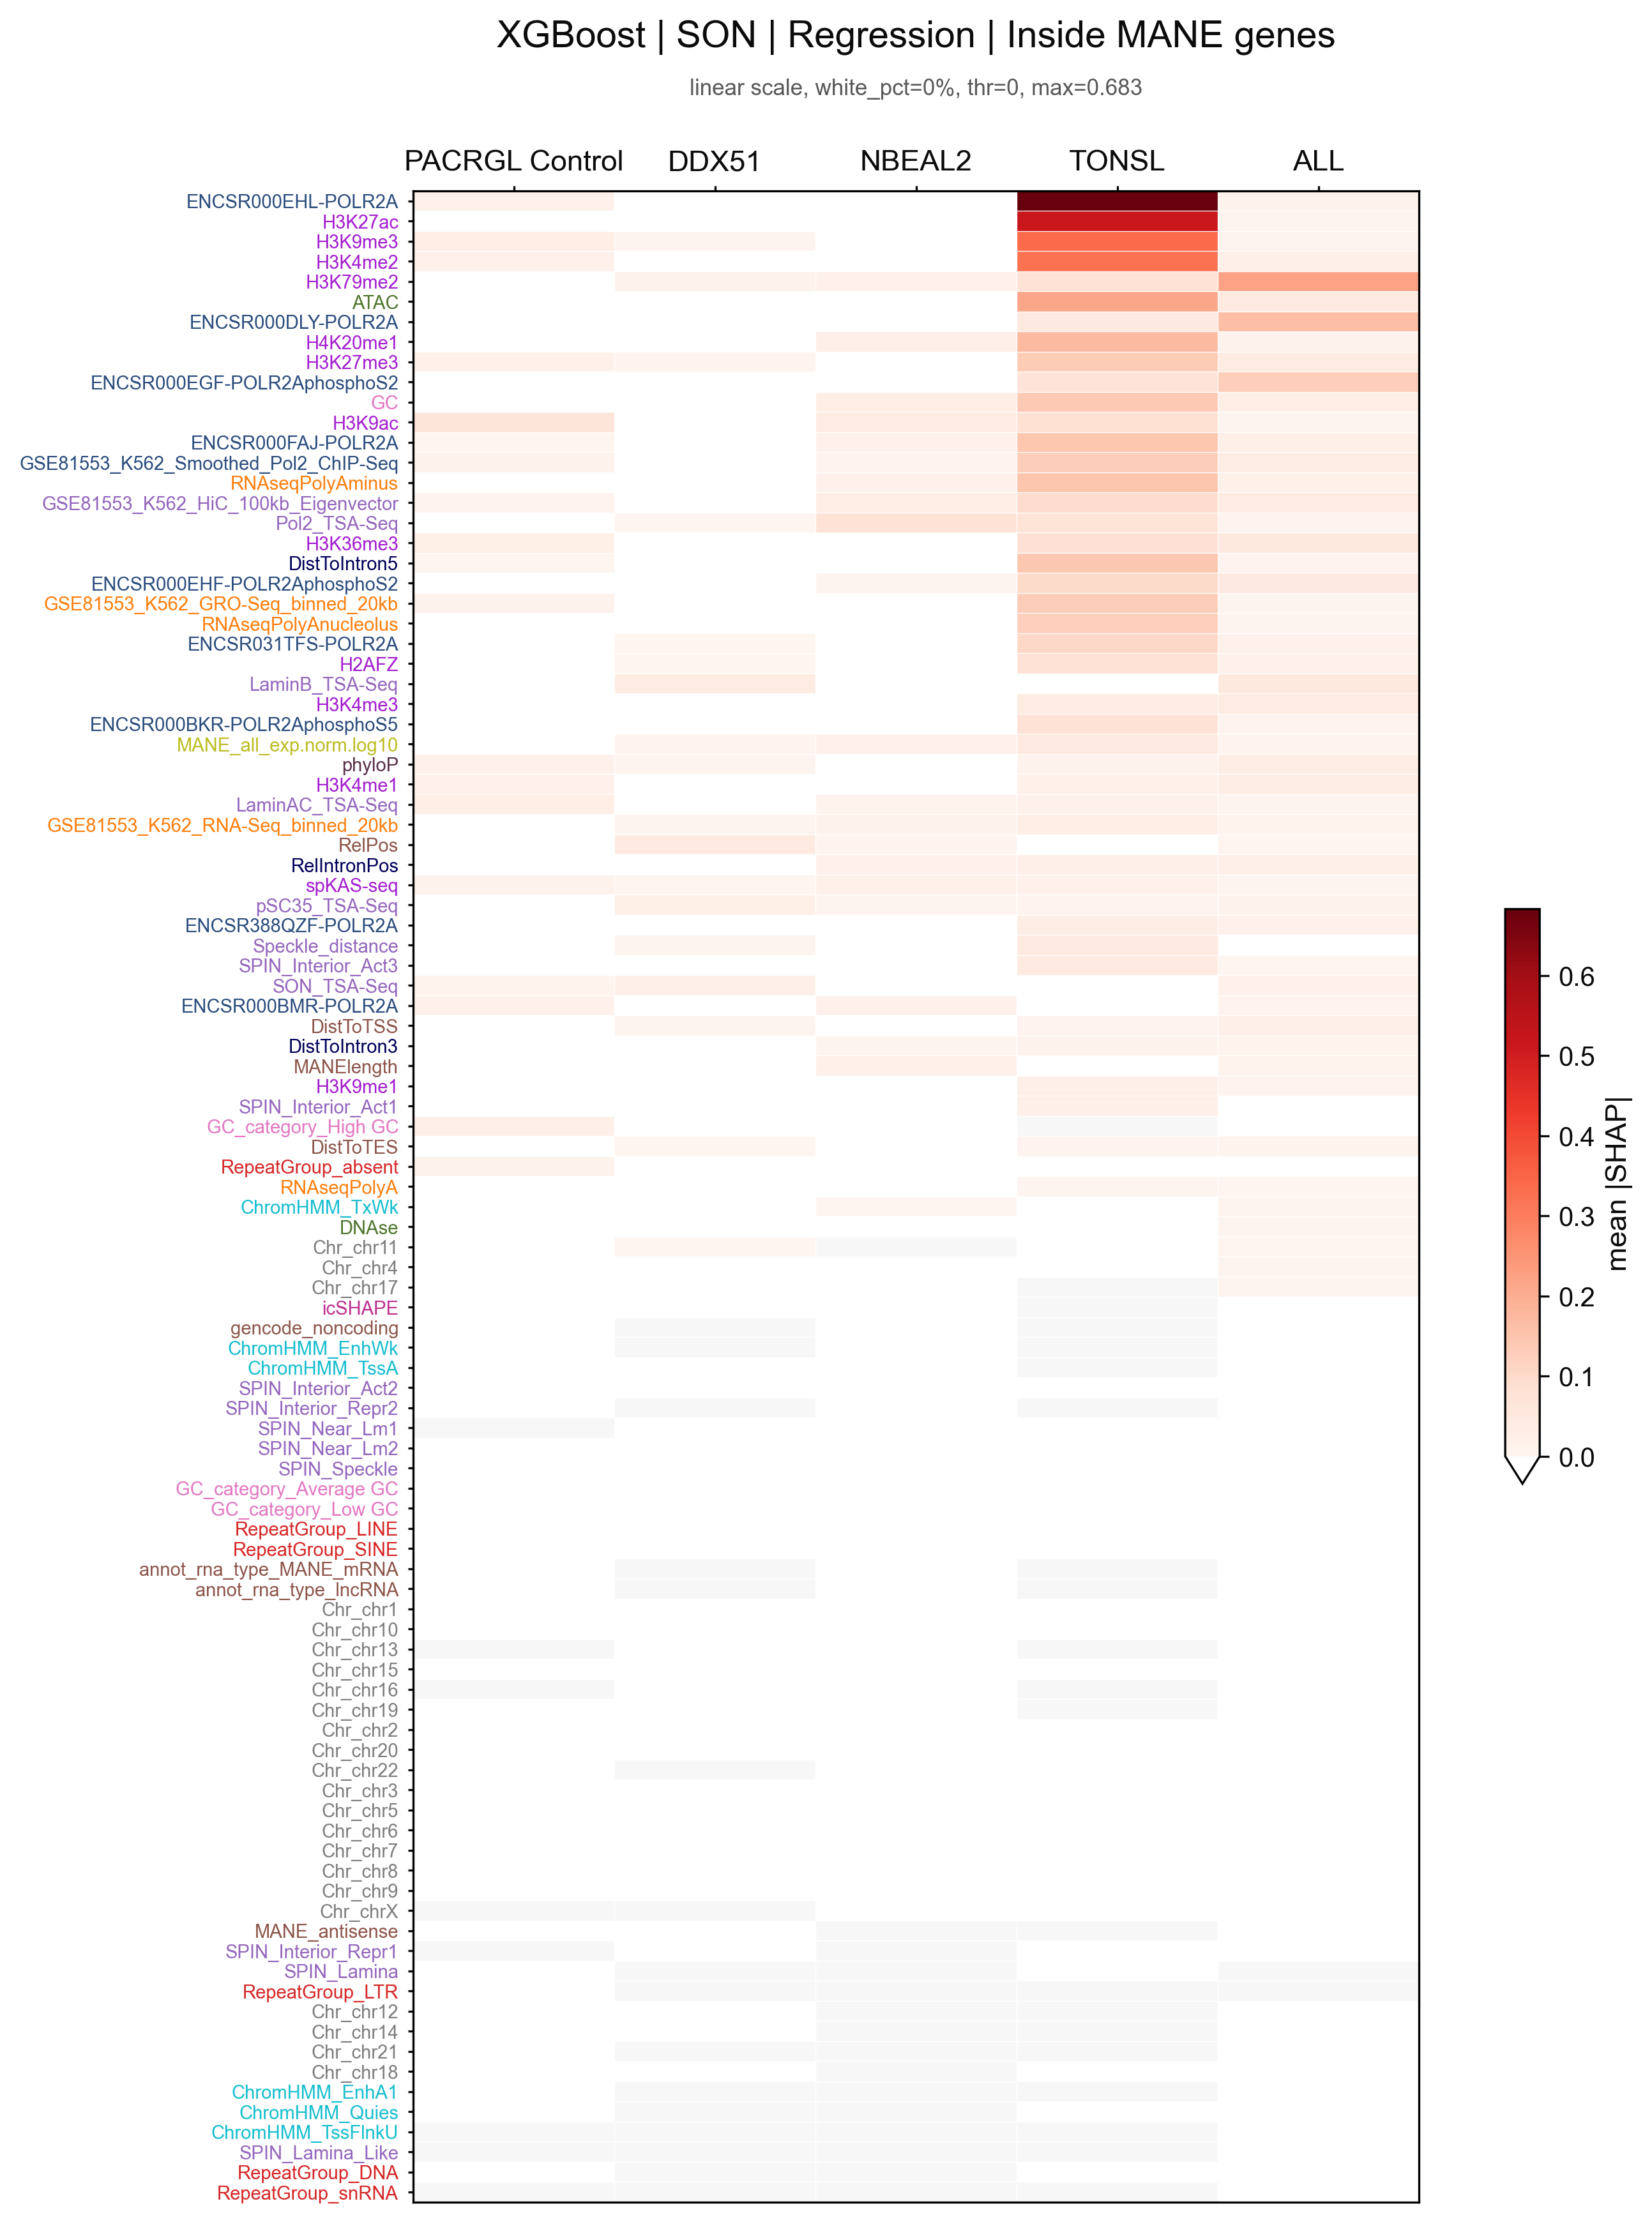 XGBoost | SON | Regression | Inside MANE genes
linear scale, white_pct=0%, thr=0, max=0.683
PACRGL Control DDX51 NBEAL2 TONSL ALL
ENCSR000EHL-POLR2A
H3K27ac
H3K9me3
H3K4me2
H3K79me2
ATAC
ENCSR000DLY-POLR2A
H4K20me1
H3K27me3
ENCSR000EGF-POLR2AphosphoS2
GC
H3K9ac
ENCSR000FAJ-POLR2A
GSE81553_K562_Smoothed_Pol2_ChIP-Seq
RNAseqPolyAminus
GSE81553_K562_HiC_100kb_Eigenvector
Pol2_TSA-Seq
H3K36me3
DistToIntron5
ENCSR000EHF-POLR2AphosphoS2
GSE81553_K562_GRO-Seq_binned_20kb
RNAseqPolyAnucleolus
ENCSR031TFS-POLR2A
H2AFZ
LaminB_TSA-Seq
H3K4me3
ENCSR000BKR-POLR2AphosphoS5
MANE_all_exp.norm.log10
phyloP
H3K4me1
LaminAC_TSA-Seq
GSE81553_K562_RNA-Seq_binned_20kb
RelPos
RelIntronPos
spKAS-seq
pSC35_TSA-Seq
ENCSR388QZF-POLR2A
Speckle_distance
SPIN_Interior_Act3
SON_TSA-Seq
ENCSR000BMR-POLR2A
DistToTSS
DistToIntron3
MANElength
H3K9me1
SPIN_Interior_Act1
GC_category_High GC
DistToTES
RepeatGroup_absent
RNAseqPolyA
ChromHMM_TxWk
DNAse
Chr_chr11
Chr_chr4
Chr_chr17
icSHAPE
gencode_noncoding
ChromHMM_EnhWk
ChromHMM_TssA
SPIN_Interior_Act2
SPIN_Interior_Repr2
SPIN_Near_Lm1
SPIN_Near_Lm2
SPIN_Speckle
GC_category_Average GC
GC_category_Low GC
RepeatGroup_LINE
RepeatGroup_SINE
annot_rna_type_MANE_mRNA
annot_rna_type_lncRNA
Chr_chr1
Chr_chr10
Chr_chr13
Chr_chr15
Chr_chr16
Chr_chr19
Chr_chr2
Chr_chr20
Chr_chr22
Chr_chr3
Chr_chr5
Chr_chr6
Chr_chr7
Chr_chr8
Chr_chr9
Chr_chrX
MANE_antisense
SPIN_Interior_Repr1
SPIN_Lamina
RepeatGroup_LTR
Chr_chr12
Chr_chr14
Chr_chr21
Chr_chr18
ChromHMM_EnhA1
ChromHMM_Quies
ChromHMM_TssFlnkU
SPIN_Lamina_Like
RepeatGroup_DNA
RepeatGroup_snRNA
0.6
0.5
0.4
0.3
0.2
0.1
0.0
mean |SHAP|